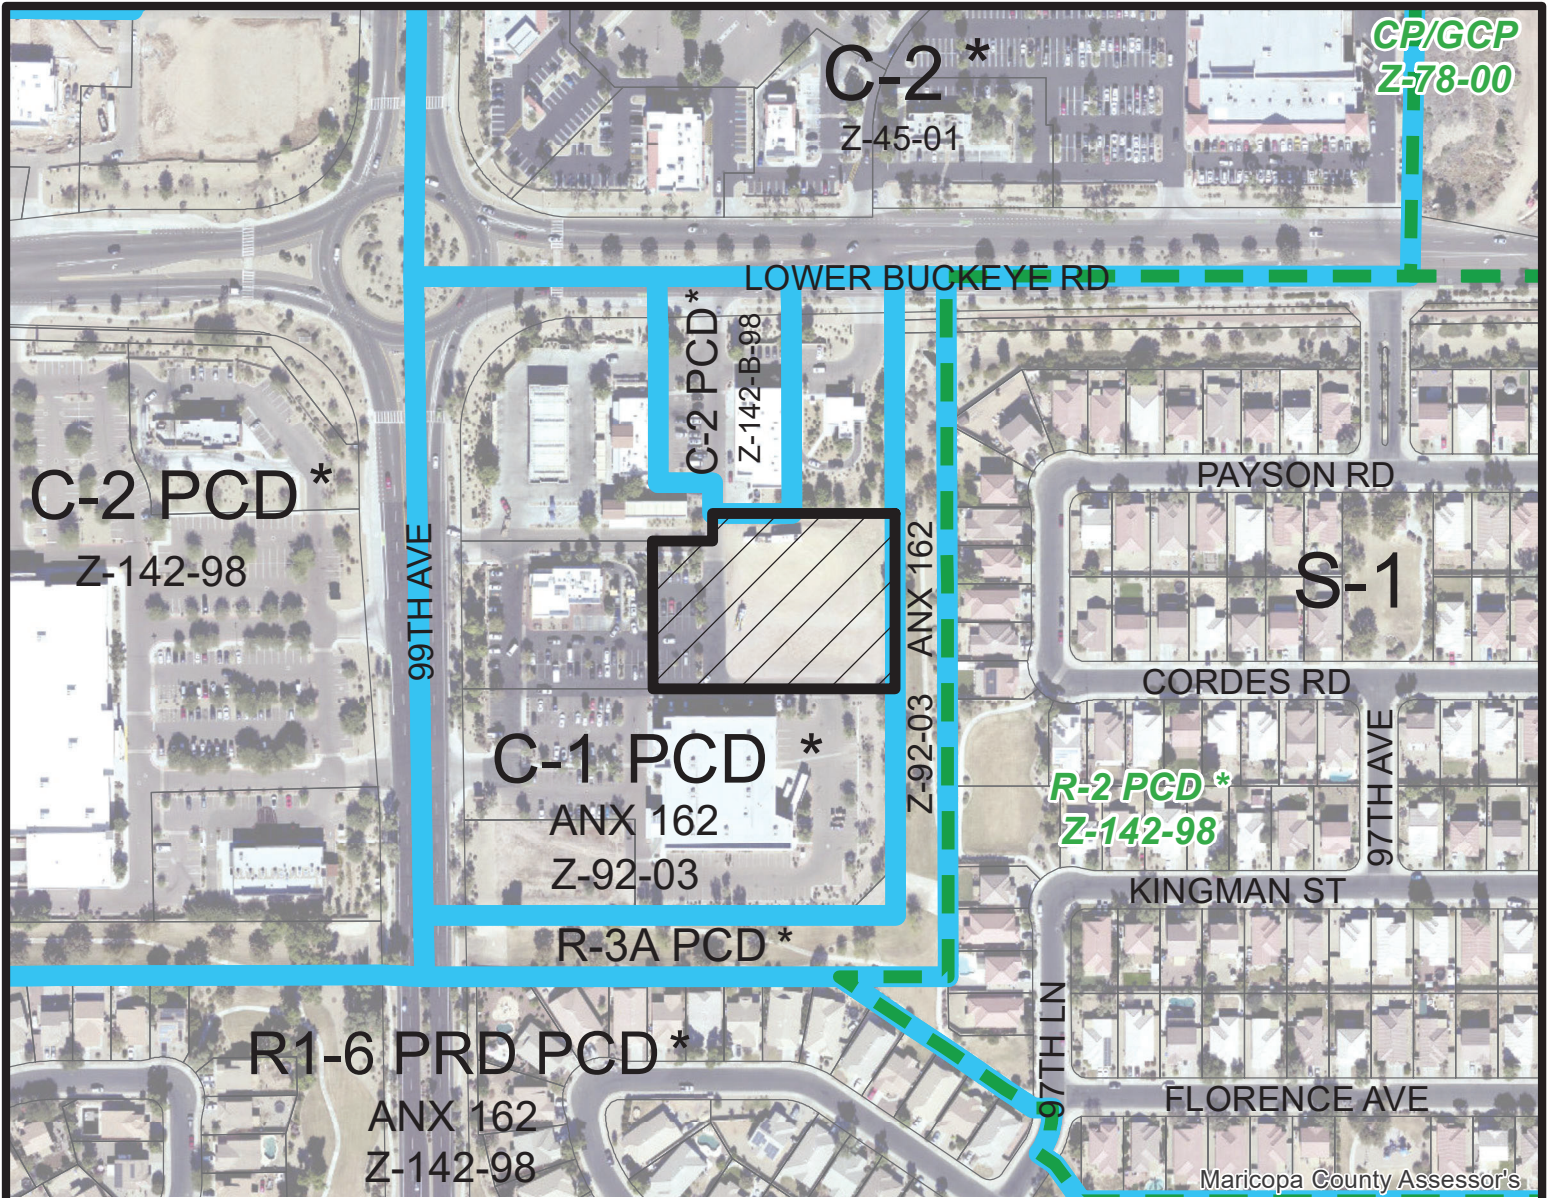 CP/GCP
Z-78-00
C-2 *
Z-45-01
LOWER BUCKEYE RD
C-2 PCD *
Z-142-B-98
C-2 PCD *
Z-142-98
99TH AVE
PAYSON RD
S-1
ANX 162
Z-92-03
CORDES RD
C-1 PCD *
ANX 162
Z-92-03
R-2 PCD *
Z-142-98
97TH AVE
KINGMAN ST
R-3A PCD *
R1-6 PRD PCD *
ANX 162
Z-142-98
97TH LN
FLORENCE AVE
Maricopa County Assessor's